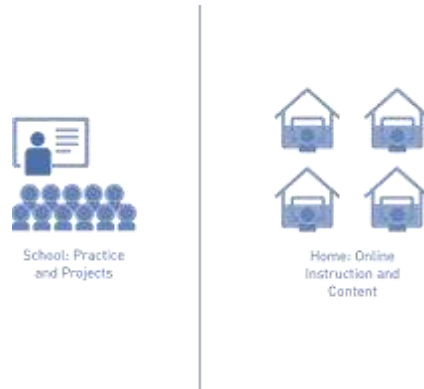 School: Practice
and Projects
Home: Online
Instruction and
Content